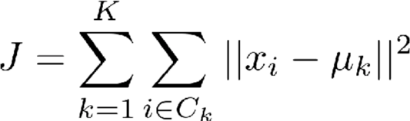 J = \sum_{k=1}^{K} \sum_{i \in C_k} ||x_i - \mu_k||^2